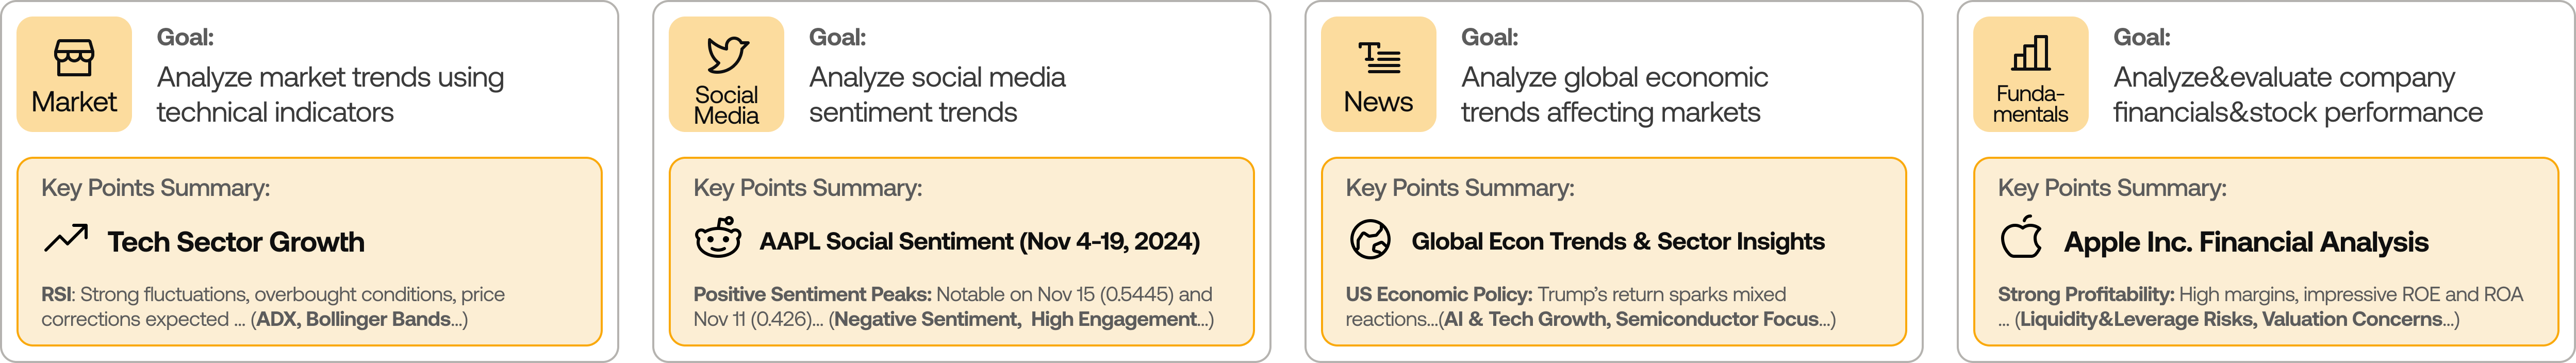 Market
Goal:
Analyze market trends using
technical indicators
Key Points Summary:
Tech Sector Growth
RSI: Strong fluctuations, overbought conditions, price
corrections expected ... (ADX, Bollinger Bands...)
Social
Media
Goal:
Analyze social media
sentiment trends
Key Points Summary:
AAPL Social Sentiment (Nov 4-19, 2024)
Positive Sentiment Peaks: Notable on Nov 15 (0.5445) and
Nov 11 (0.426)... (Negative Sentiment, High Engagement...)
News
Goal:
Analyze global economic
trends affecting markets
Key Points Summary:
Global Econ Trends & Sector Insights
US Economic Policy: Trump's return sparks mixed
reactions...(AI & Tech Growth, Semiconductor Focus...)
Funda-
mentals
Goal:
Analyze&evaluate company
financials&stock performance
Key Points Summary:
Apple Inc. Financial Analysis
Strong Profitability: High margins, impressive ROE and ROA
... (Liquidity&Leverage Risks, Valuation Concerns...)